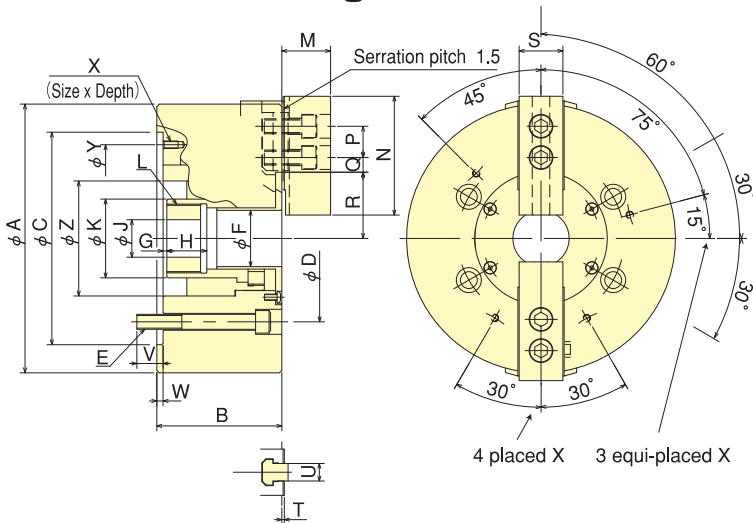 M
S
X
(Size x Depth)
Serration pitch 1.5
60°
45°
75°
30°
15°
30°
φA
φC
φZ
φK
φJ
φY
L
G
H
φF
φD
P
Q
R
N
E
V
W
B
30°
30°
4 placed X
3 equi-placed X
U
T